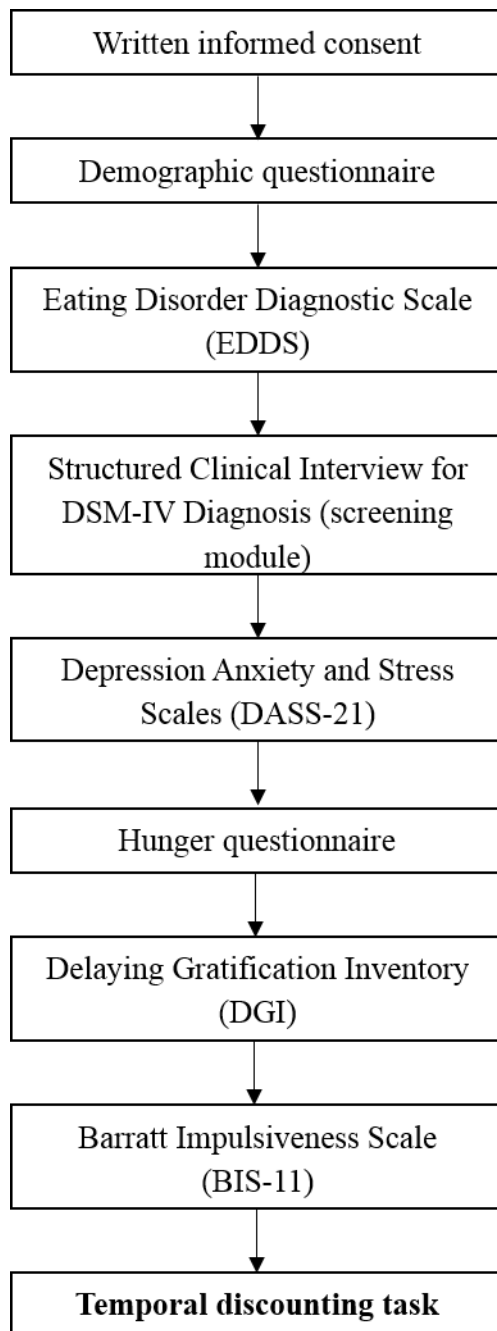 Written informed consent
Demographic questionnaire
Eating Disorder Diagnostic Scale
(EDDS)
Structured Clinical Interview for
DSM-IV Diagnosis (screening
module)
Depression Anxiety and Stress
Scales (DASS-21)
Hunger questionnaire
Delaying Gratification Inventory
(DGI)
Barratt Impulsiveness Scale
(BIS-11)
Temporal discounting task